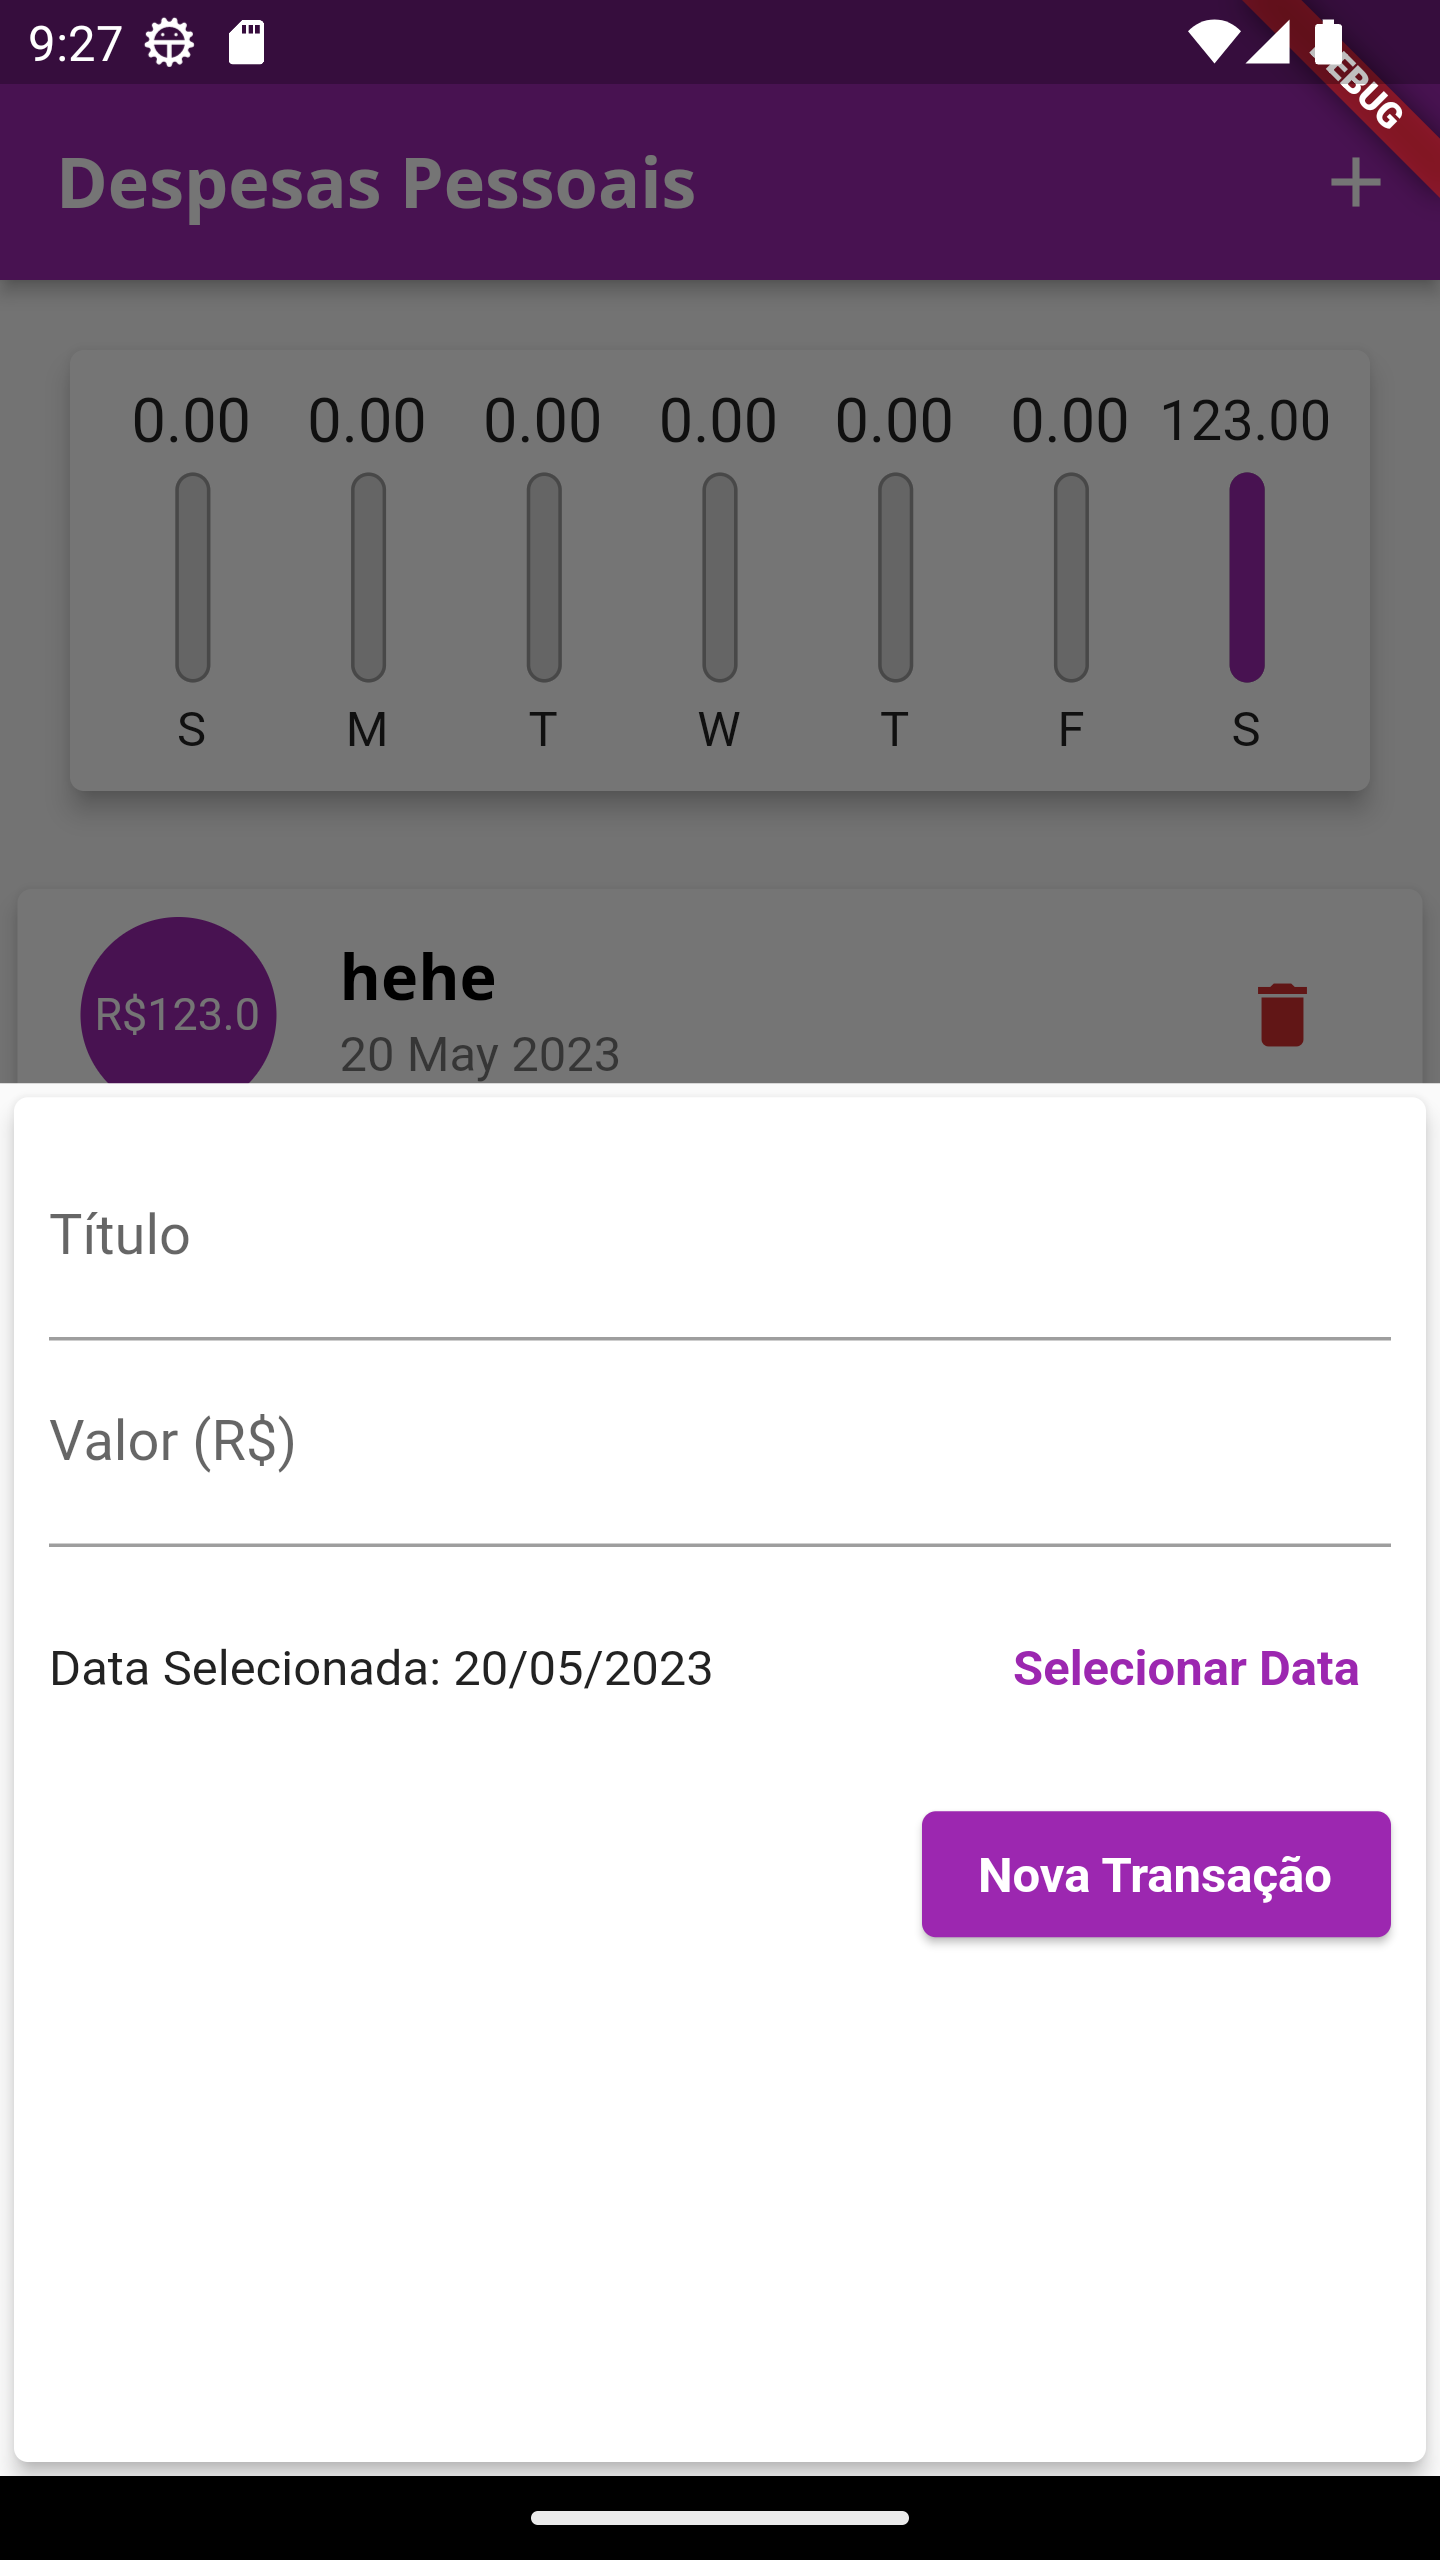 9:27
DEBUG
Despesas Pessoais
0.00 0.00 0.00 0.00 0.00 0.00 123.00
S M T W T F S
R$123.0
hehe
20 May 2023
Título
Valor (R$)
Data Selecionada: 20/05/2023 Selecionar Data
Nova Transação